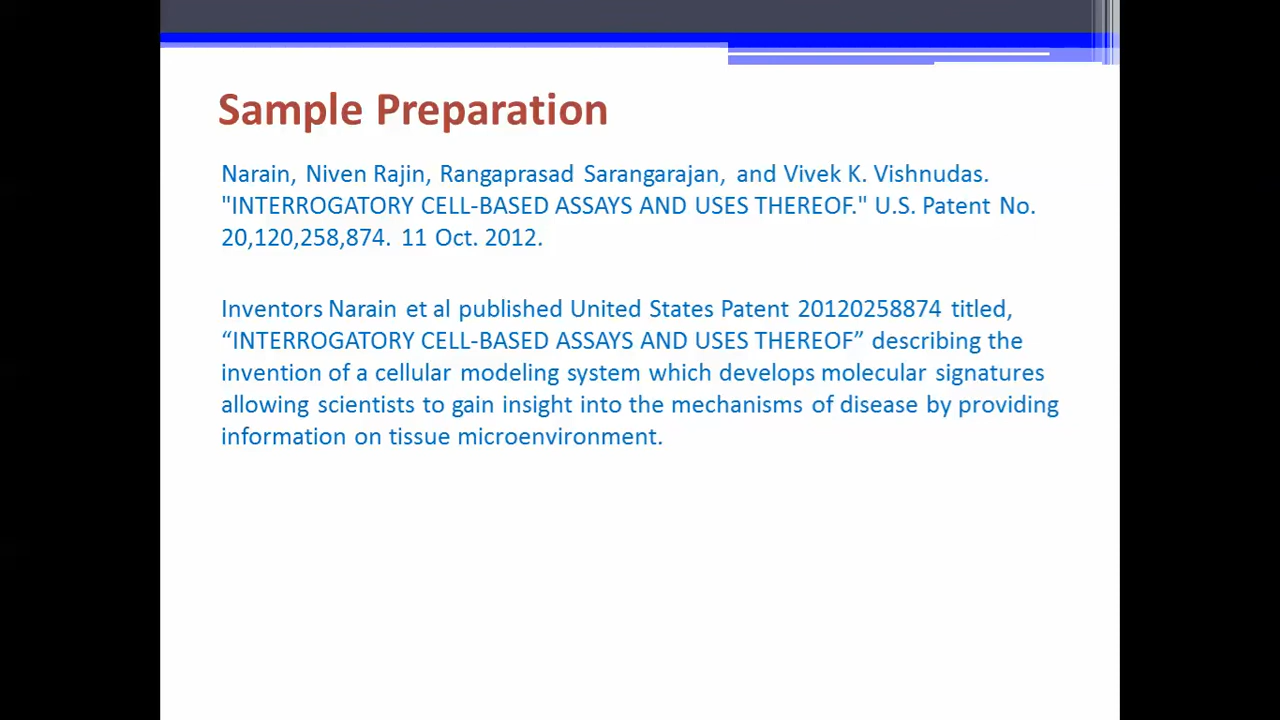 Sample Preparation
Narain, Niven Rajin, Rangaprasad Sarangarajan, and Vivek K. Vishnudas.
"INTERROGATORY CELL-BASED ASSAYS AND USES THEREOF." U.S. Patent No.
20,120,258,874. 11 Oct. 2012.
Inventors Narain et al published United States Patent 20120258874 titled,
“INTERROGATORY CELL-BASED ASSAYS AND USES THEREOF” describing the
invention of a cellular modeling system which develops molecular signatures
allowing scientists to gain insight into the mechanisms of disease by providing
information on tissue microenvironment.